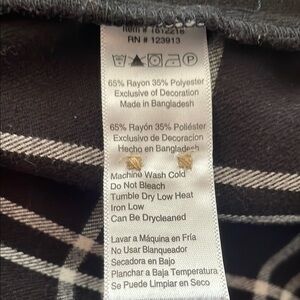 Item # 1612218
RN # 123913
P
65% Rayon 35% Polyester
Exclusive of Decoration
Made in Bangladesh
65% Rayón 35% Poliéster
Exclusivo de Decoracion
Hecho en Bangladesh
Machine Wash Cold
Do Not Bleach
Tumble Dry Low Heat
Iron Low
Can Be Drycleaned
Lavar a Máquina en Fria
No Usar Blanqueador
Secadora en Bajo
Planchar a Baja Temperatura
Se Puede Limpiar en Seco